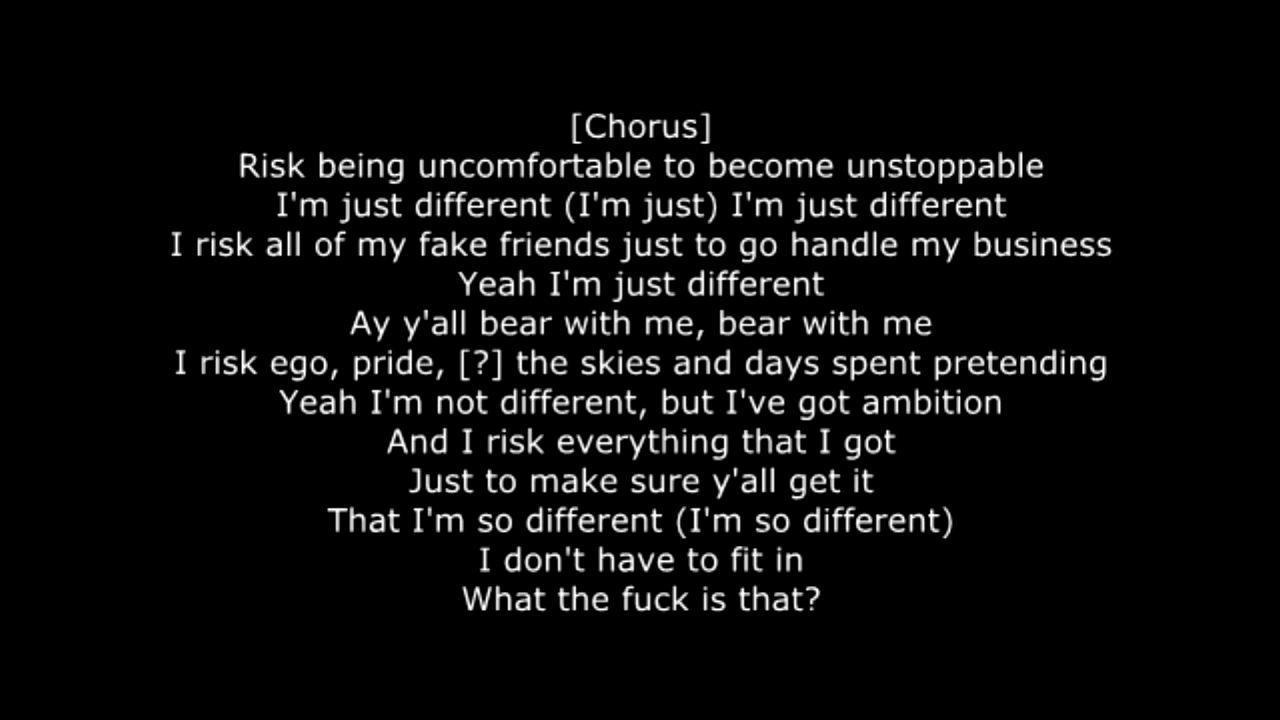 [Chorus]
Risk being uncomfortable to become unstoppable
I'm just different (I'm just) I'm just different
I risk all of my fake friends just to go handle my business
Yeah I'm just different
Ay y'all bear with me, bear with me
I risk ego, pride, [?] the skies and days spent pretending
Yeah I'm not different, but I've got ambition
And I risk everything that I got
Just to make sure y'all get it
That I'm so different (I'm so different)
I don't have to fit in
What the fuck is that?